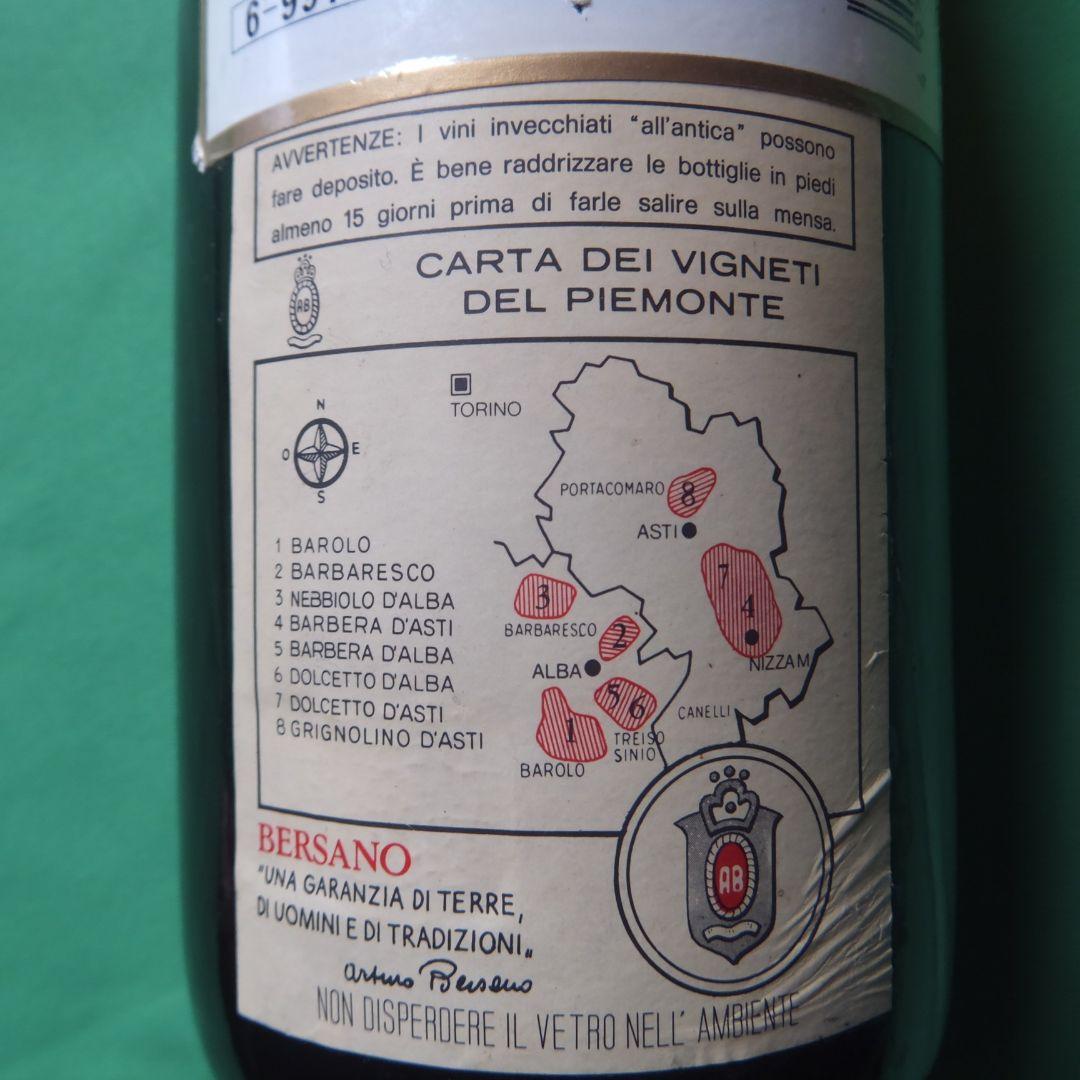 AVVERTENZE: I vini invecchiati “all'antica” possono
fare deposito. È bene raddrizzare le bottiglie in piedi
almeno 15 giorni prima di farle salire sulla mensa.
AB
CARTA DEI VIGNETI
DEL PIEMONTE
TORINO
N
O E
S
PORTACOMARO 8
ASTI
1 BAROLO
2 BARBARESCO
3 NEBBIOLO D'ALBA
4 BARBERA D'ASTI
5 BARBERA D'ALBA
6 DOLCETTO D'ALBA
7 DOLCETTO D'ASTI
8 GRIGNOLINO D'ASTI
7
3
4
BARBARESCO 2
NIZZAM
ALBA
5 6
CANELLI
1
TREISO
SINIO
BAROLO
BERSANO
"UNA GARANZIA DI TERRE,
DI UOMINI E DI TRADIZIONI„
Arturo Bersano
AB
NON DISPERDERE IL VETRO NELL' AMBIENTE